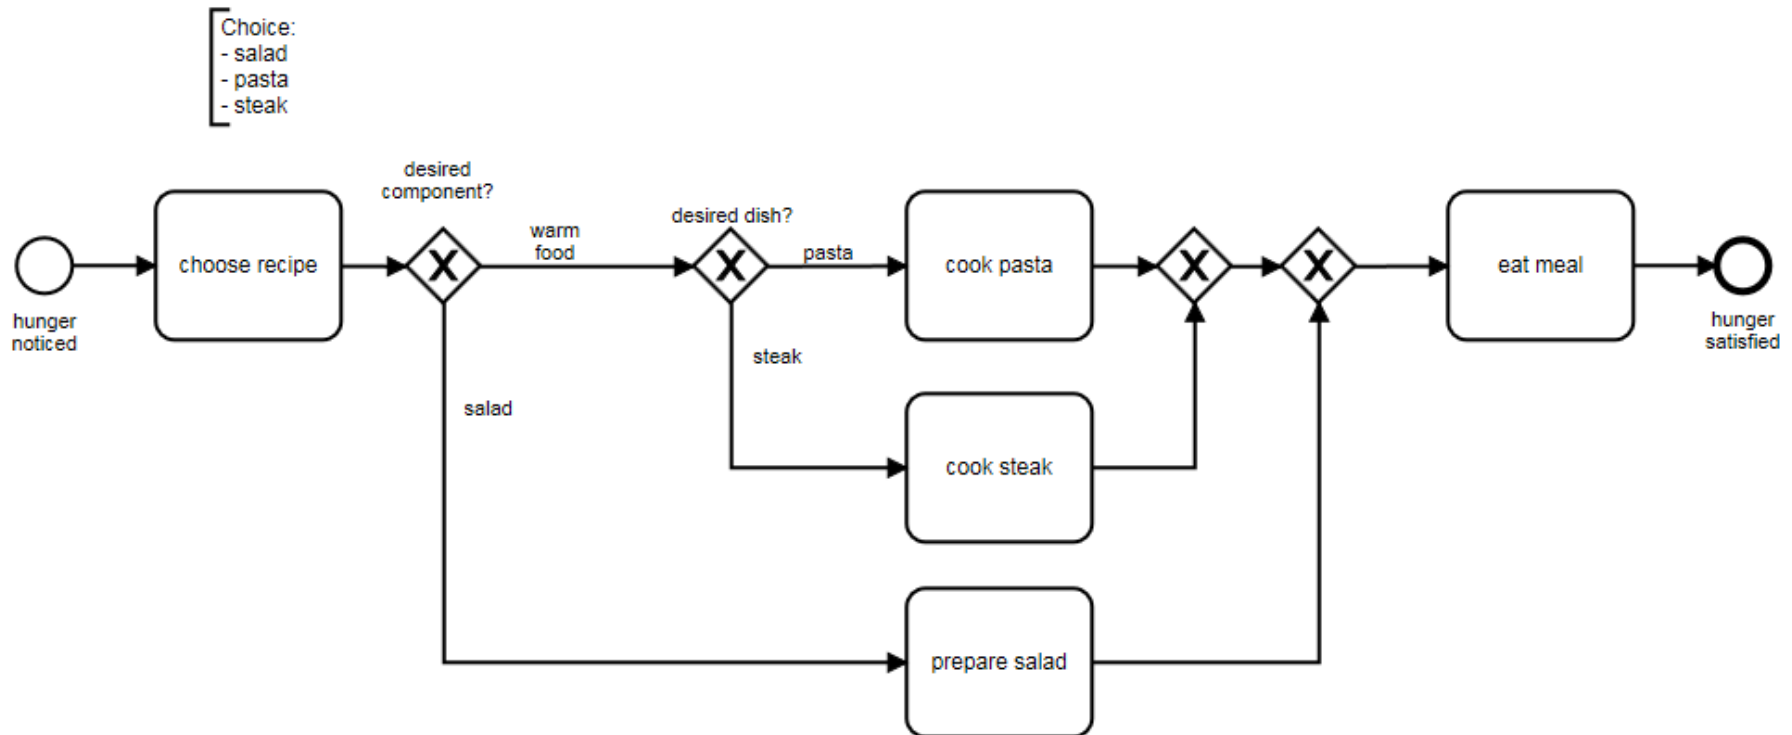 Choice:
- salad
- pasta
- steak
desired
component?
desired dish?
warm
food
pasta
choose recipe
cook pasta
eat meal
hunger
noticed
hunger
satisfied
steak
salad
cook steak
prepare salad